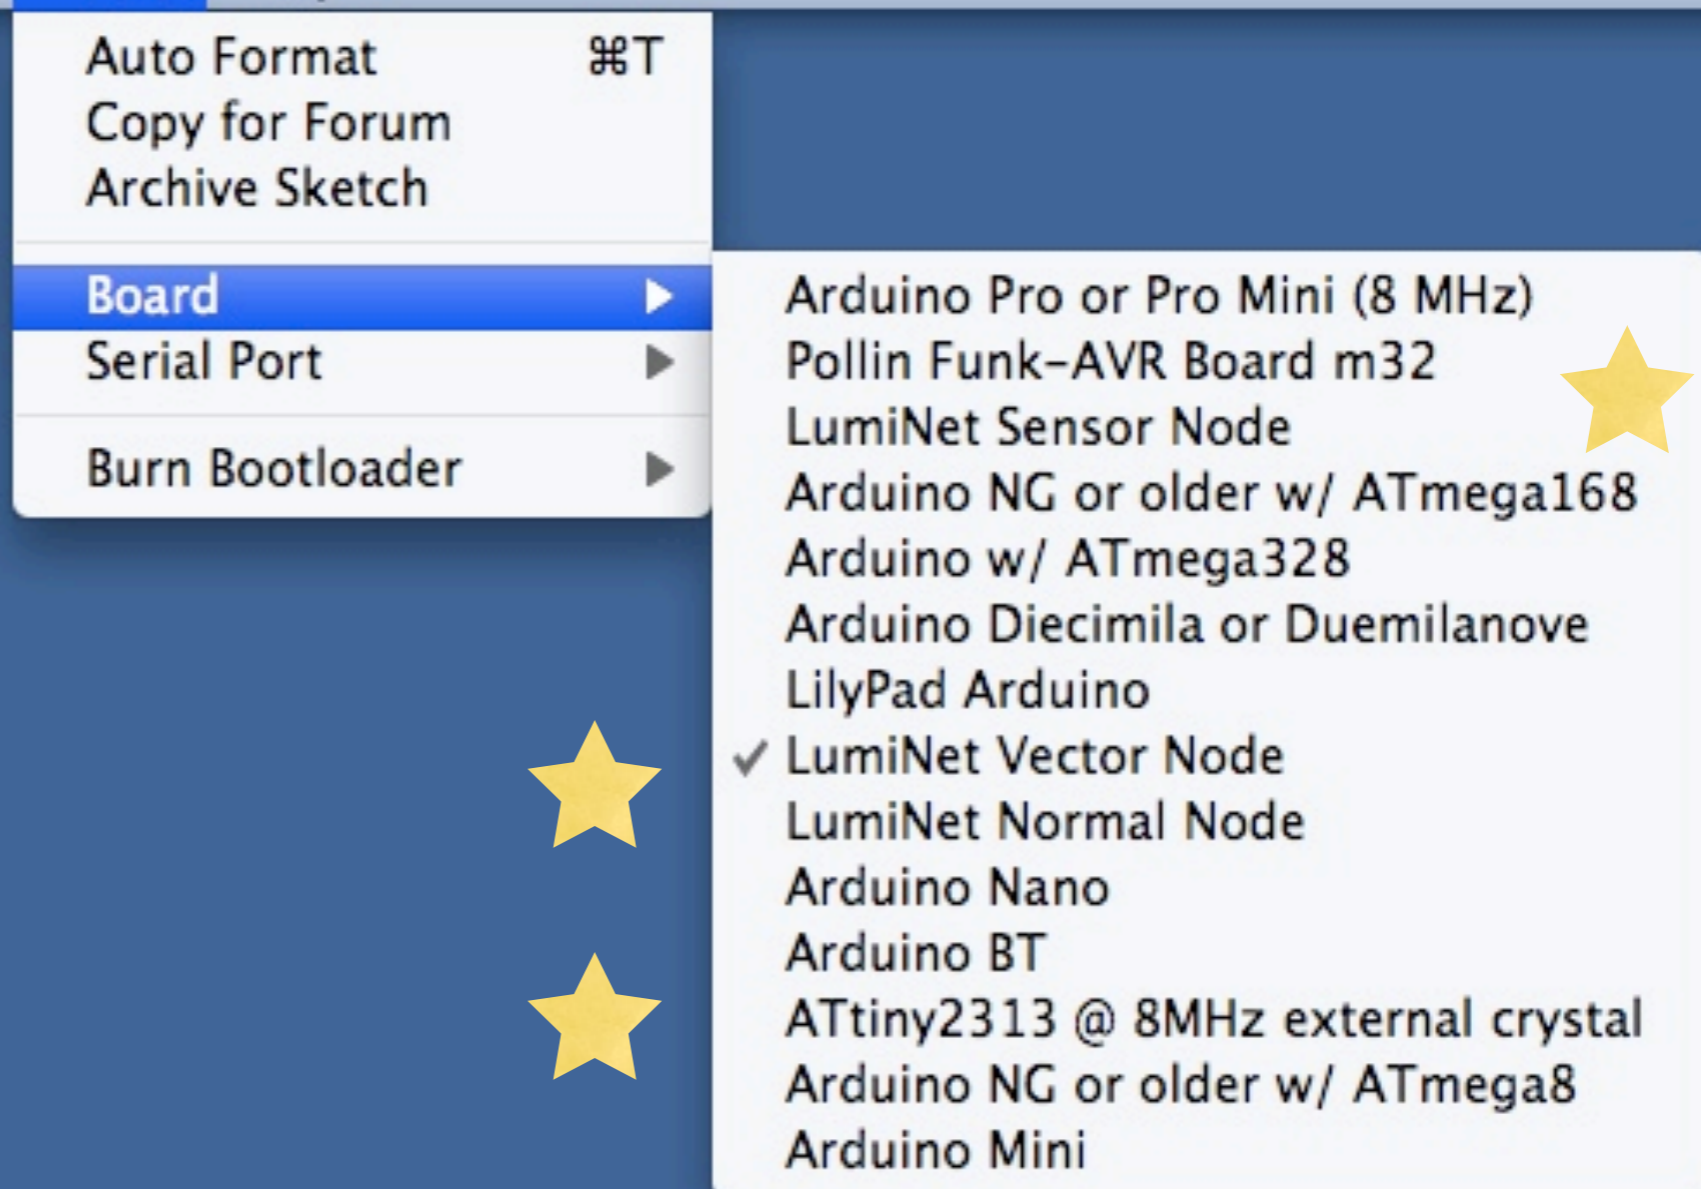 Auto Format ⌘T
Copy for Forum
Archive Sketch
Board
Serial Port
Burn Bootloader
Arduino Pro or Pro Mini (8 MHz)
Pollin Funk-AVR Board m32
LumiNet Sensor Node
Arduino NG or older w/ ATmega168
Arduino w/ ATmega328
Arduino Diecimila or Duemilanove
LilyPad Arduino
LumiNet Vector Node
LumiNet Normal Node
Arduino Nano
Arduino BT
ATtiny2313 @ 8MHz external crystal
Arduino NG or older w/ ATmega8
Arduino Mini